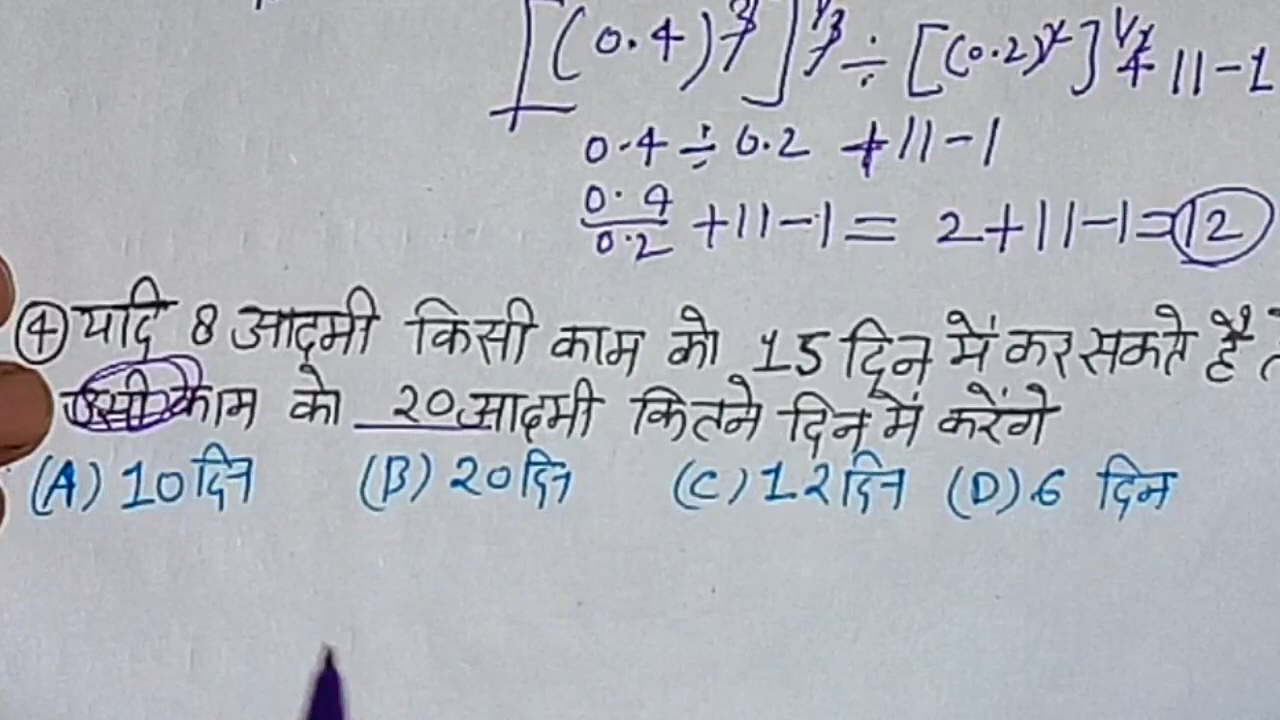 [(0.4)³]^1/3 ÷ [(0.2)⁴]^1/4 + 11-1
0.4 ÷ 0.2 + 11-1
0.4/0.2 + 11-1 = 2+11-1 = 12
④ यदि 8 आदमी किसी काम को 15 दिन में कर सकते हैं
उसी काम को 20 आदमी कितने दिन में करेंगे
(A) 10 दिन (B) 20 दिन (C) 12 दिन (D) 6 दिन